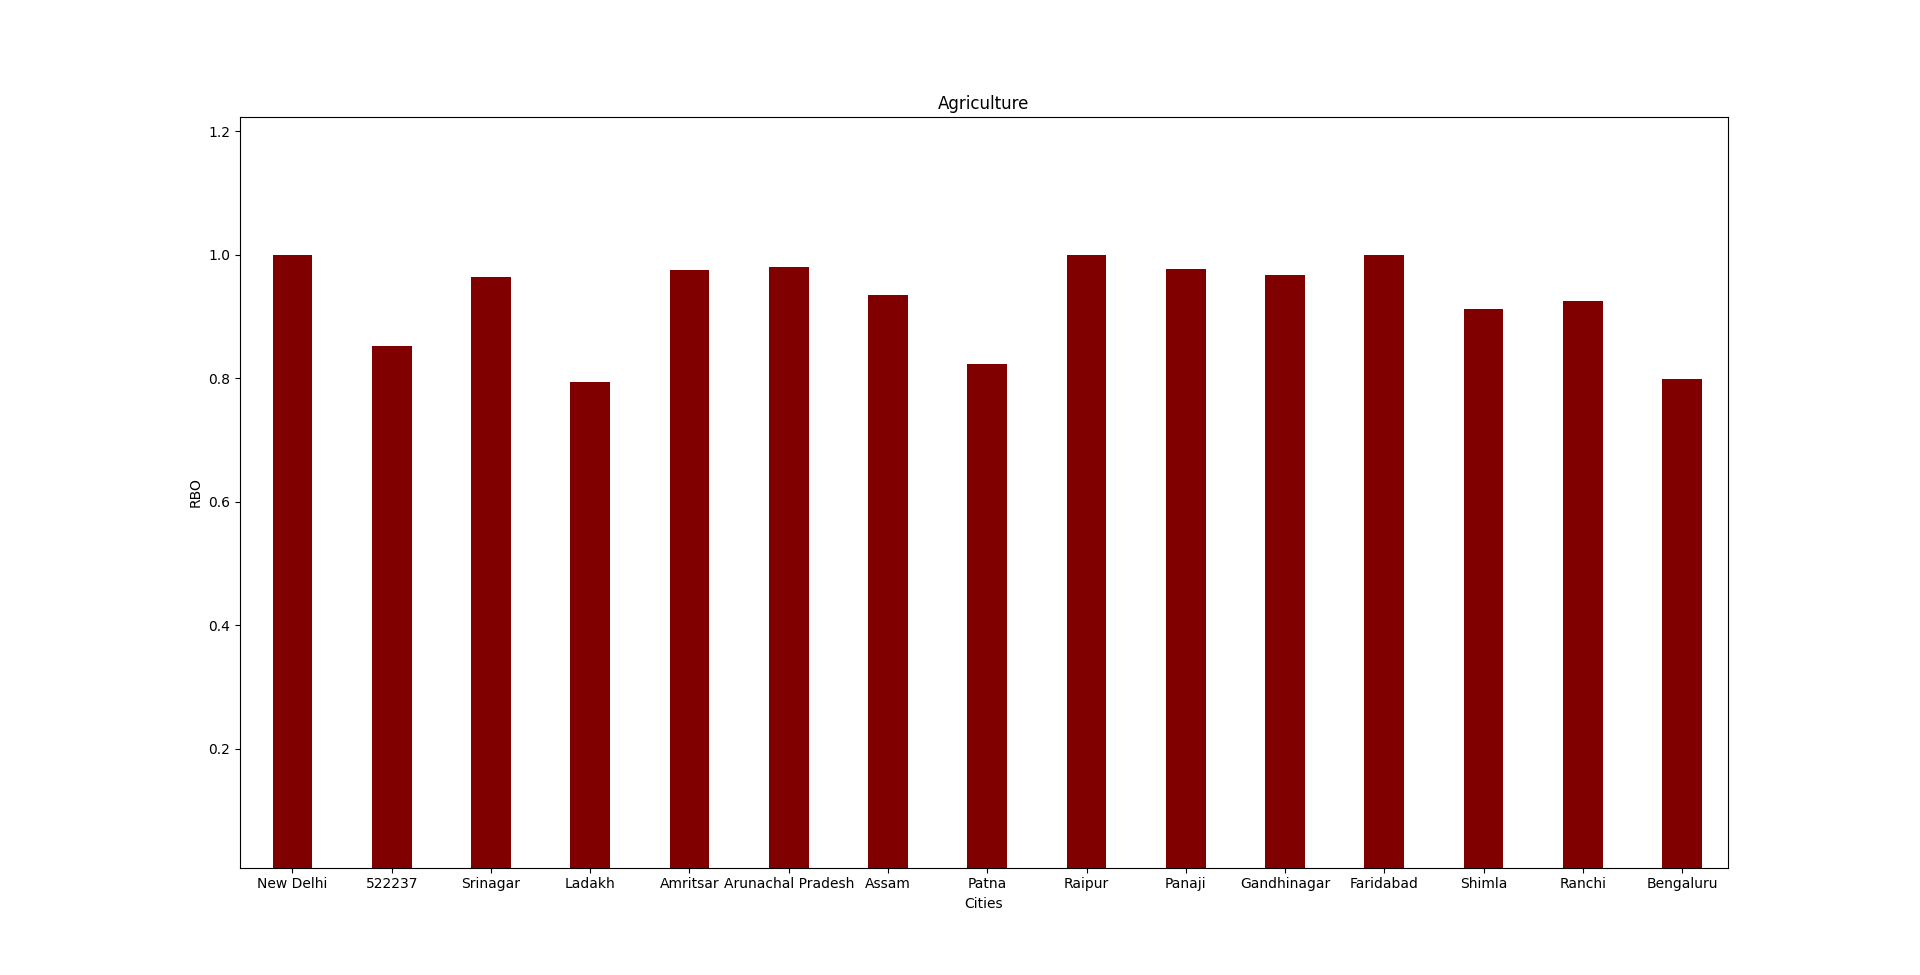 Agriculture
1.2
1.0
0.8
0.6
0.4
0.2
RBO
New Delhi 522237 Srinagar Ladakh Amritsar Arunachal Pradesh Assam Patna Raipur Panaji Gandhinagar Faridabad Shimla Ranchi Bengaluru
Cities